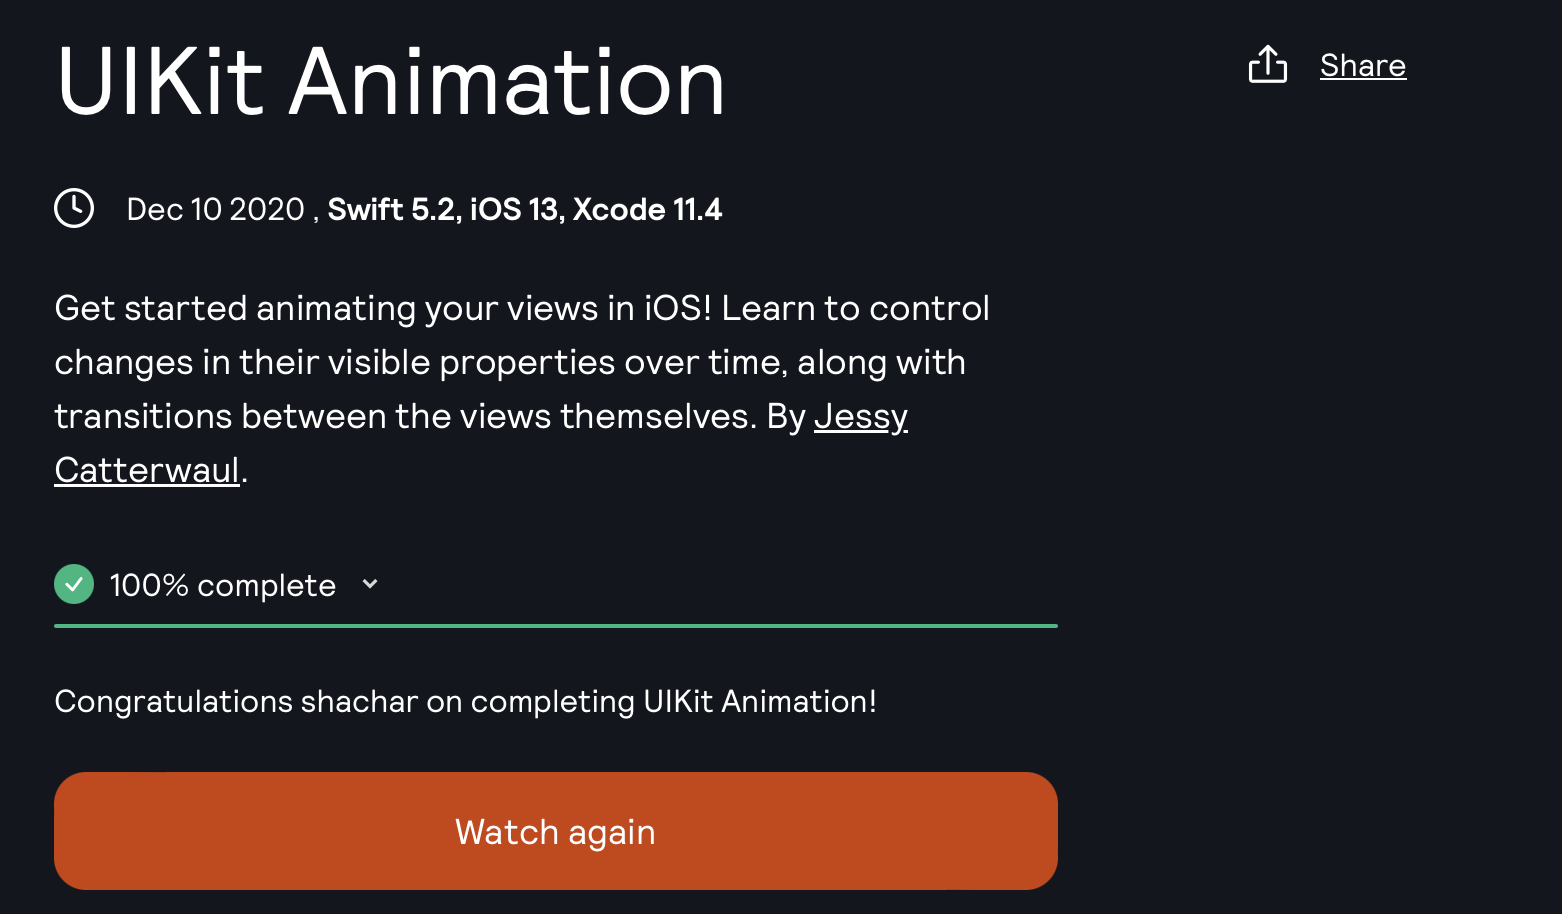 UIKit Animation
Share
Dec 10 2020 , Swift 5.2, iOS 13, Xcode 11.4
Get started animating your views in iOS! Learn to control
changes in their visible properties over time, along with
transitions between the views themselves. By Jessy
Catterwaul.
100% complete
Congratulations shachar on completing UIKit Animation!
Watch again